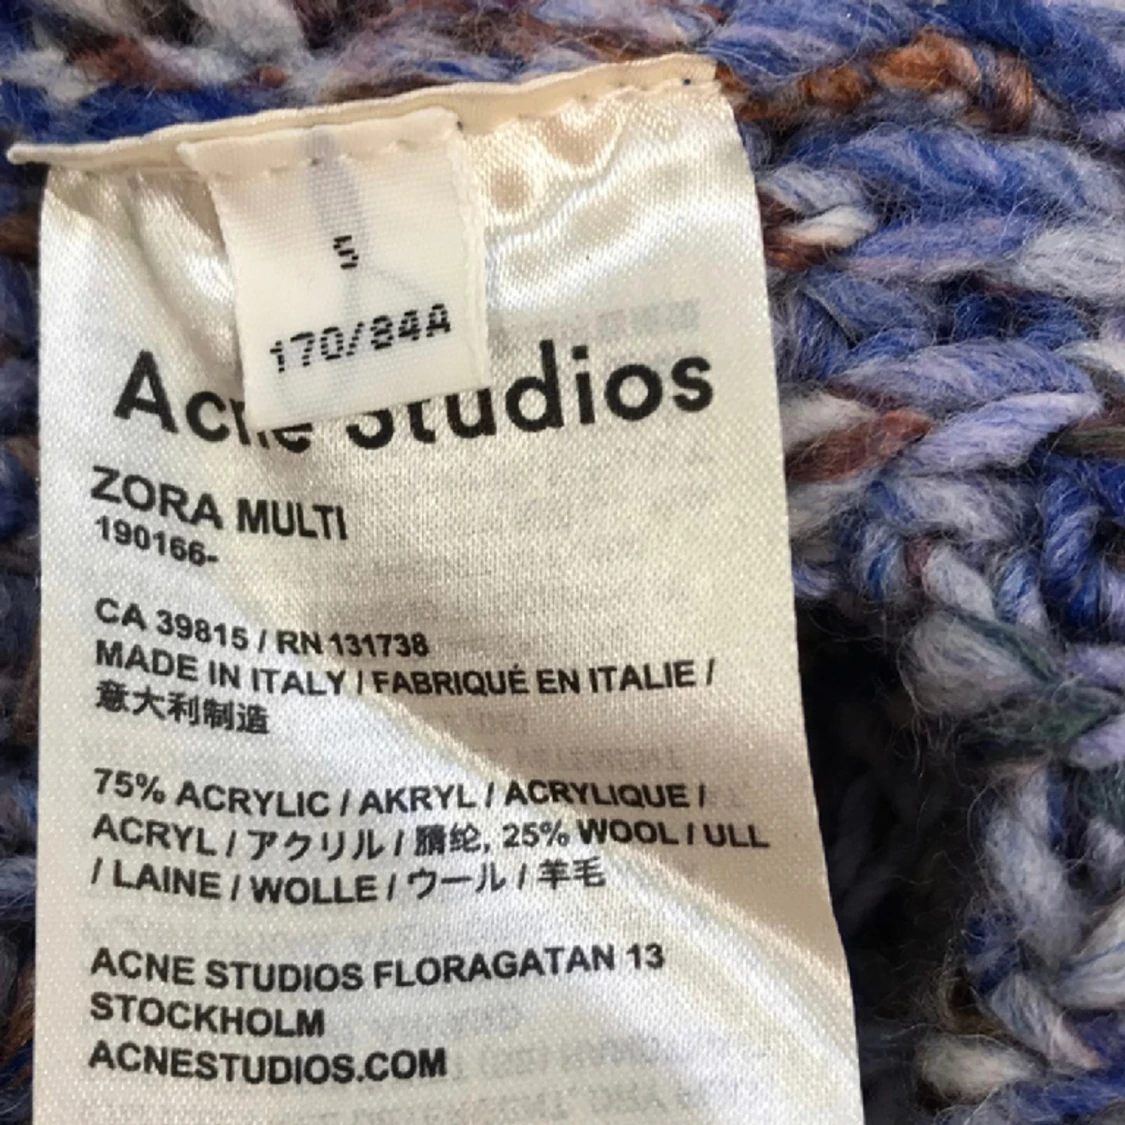 S
170/84A
Acne Studios
ZORA MULTI
190166-
CA 39815 / RN 131738
MADE IN ITALY / FABRIQUÉ EN ITALIE /
意大利制造
75% ACRYLIC / AKRYL / ACRYLIQUE /
ACRYL / アクリル / 腈纶, 25% WOOL / ULL
/ LAINE / WOLLE / ウール / 羊毛
ACNE STUDIOS FLORAGATAN 13
STOCKHOLM
ACNESTUDIOS.COM